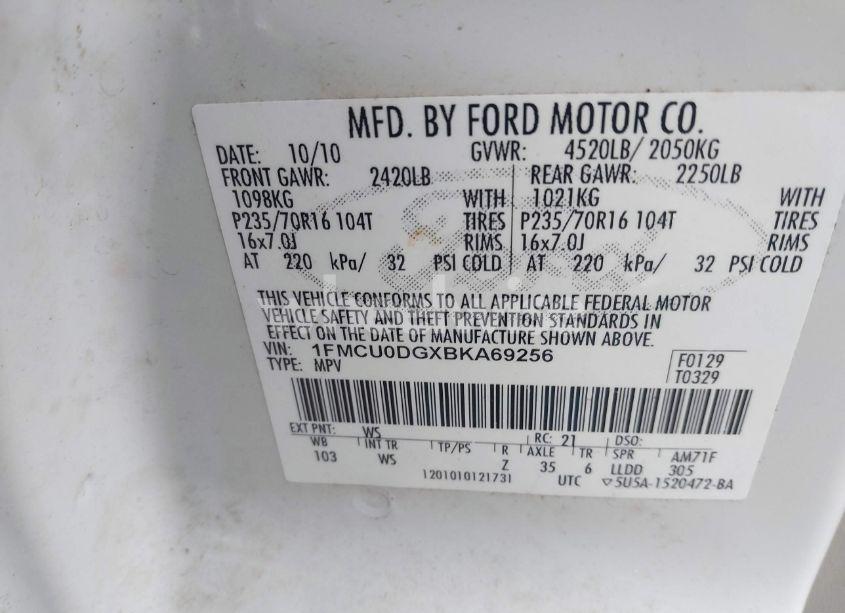 MFD. BY FORD MOTOR CO.
DATE: 10/10 GVWR: 4520LB/ 2050KG
FRONT GAWR: 2420LB REAR GAWR: 2250LB
1098KG WITH 1021KG WITH
P235/70R16 104T TIRES P235/70R16 104T TIRES
16x7.0J RIMS 16x7.0J RIMS
AT 220 kPa/ 32 PSI COLD AT 220 kPa/ 32 PSI COLD
THIS VEHICLE CONFORMS TO ALL APPLICABLE FEDERAL MOTOR
VEHICLE SAFETY AND THEFT PREVENTION STANDARDS IN
EFFECT ON THE DATE OF MANUFACTURE SHOWN ABOVE.
VIN: 1FMCU0DGXBKA69256 F0129
TYPE: MPV T0329
EXT PNT: WS RC: 21 DSO:
WB INT TR TP/PS R AXLE TR SPR AM71F
103 WS Z 35 6 LLDD 305
1201010121731 UTC ▽5U5A-1520472-BA